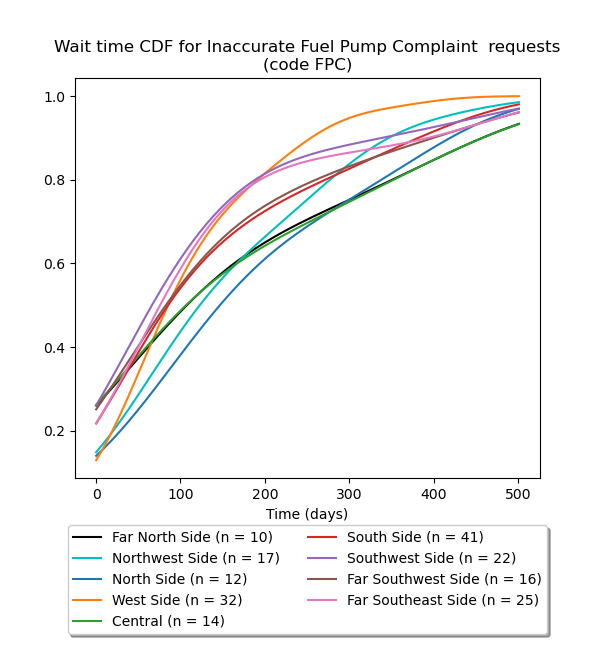 Wait time CDF for Inaccurate Fuel Pump Complaint  requests
(code FPC)
1.0
0.8
0.6
0.4
0.2
0 100 200 300 400 500
Time (days)
Far North Side (n = 10)
Northwest Side (n = 17)
North Side (n = 12)
West Side (n = 32)
Central (n = 14)
South Side (n = 41)
Southwest Side (n = 22)
Far Southwest Side (n = 16)
Far Southeast Side (n = 25)